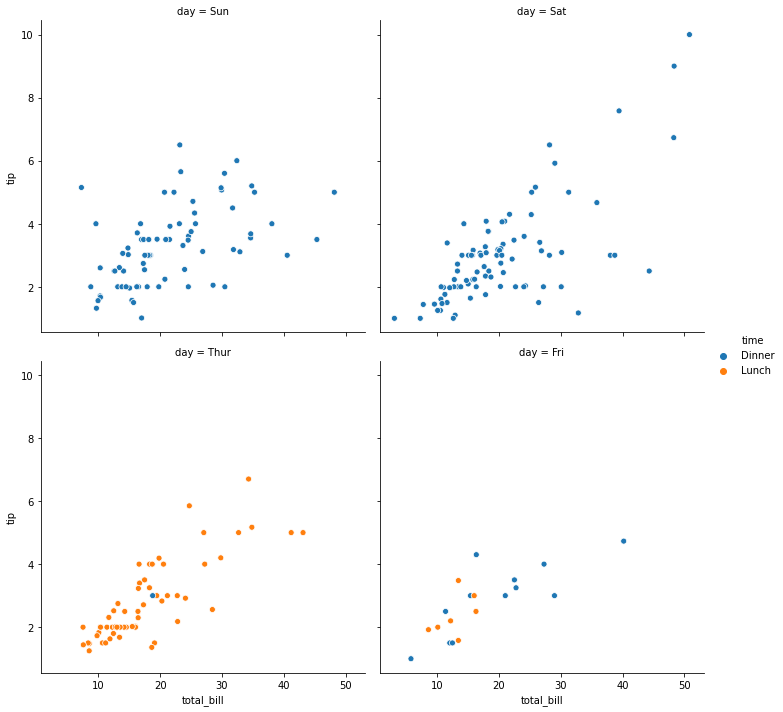 day = Sun
day = Sat
10
8
6
4
2
tip
day = Thur
day = Fri
time
Dinner
Lunch
10
8
6
4
2
tip
10 20 30 40 50
total_bill
10 20 30 40 50
total_bill